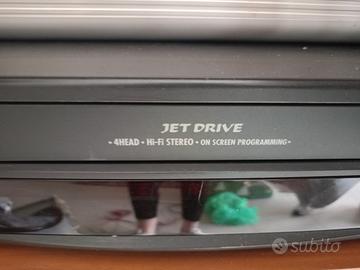 JET DRIVE
• 4HEAD • Hi-Fi STEREO • ON SCREEN PROGRAMMING •
subito